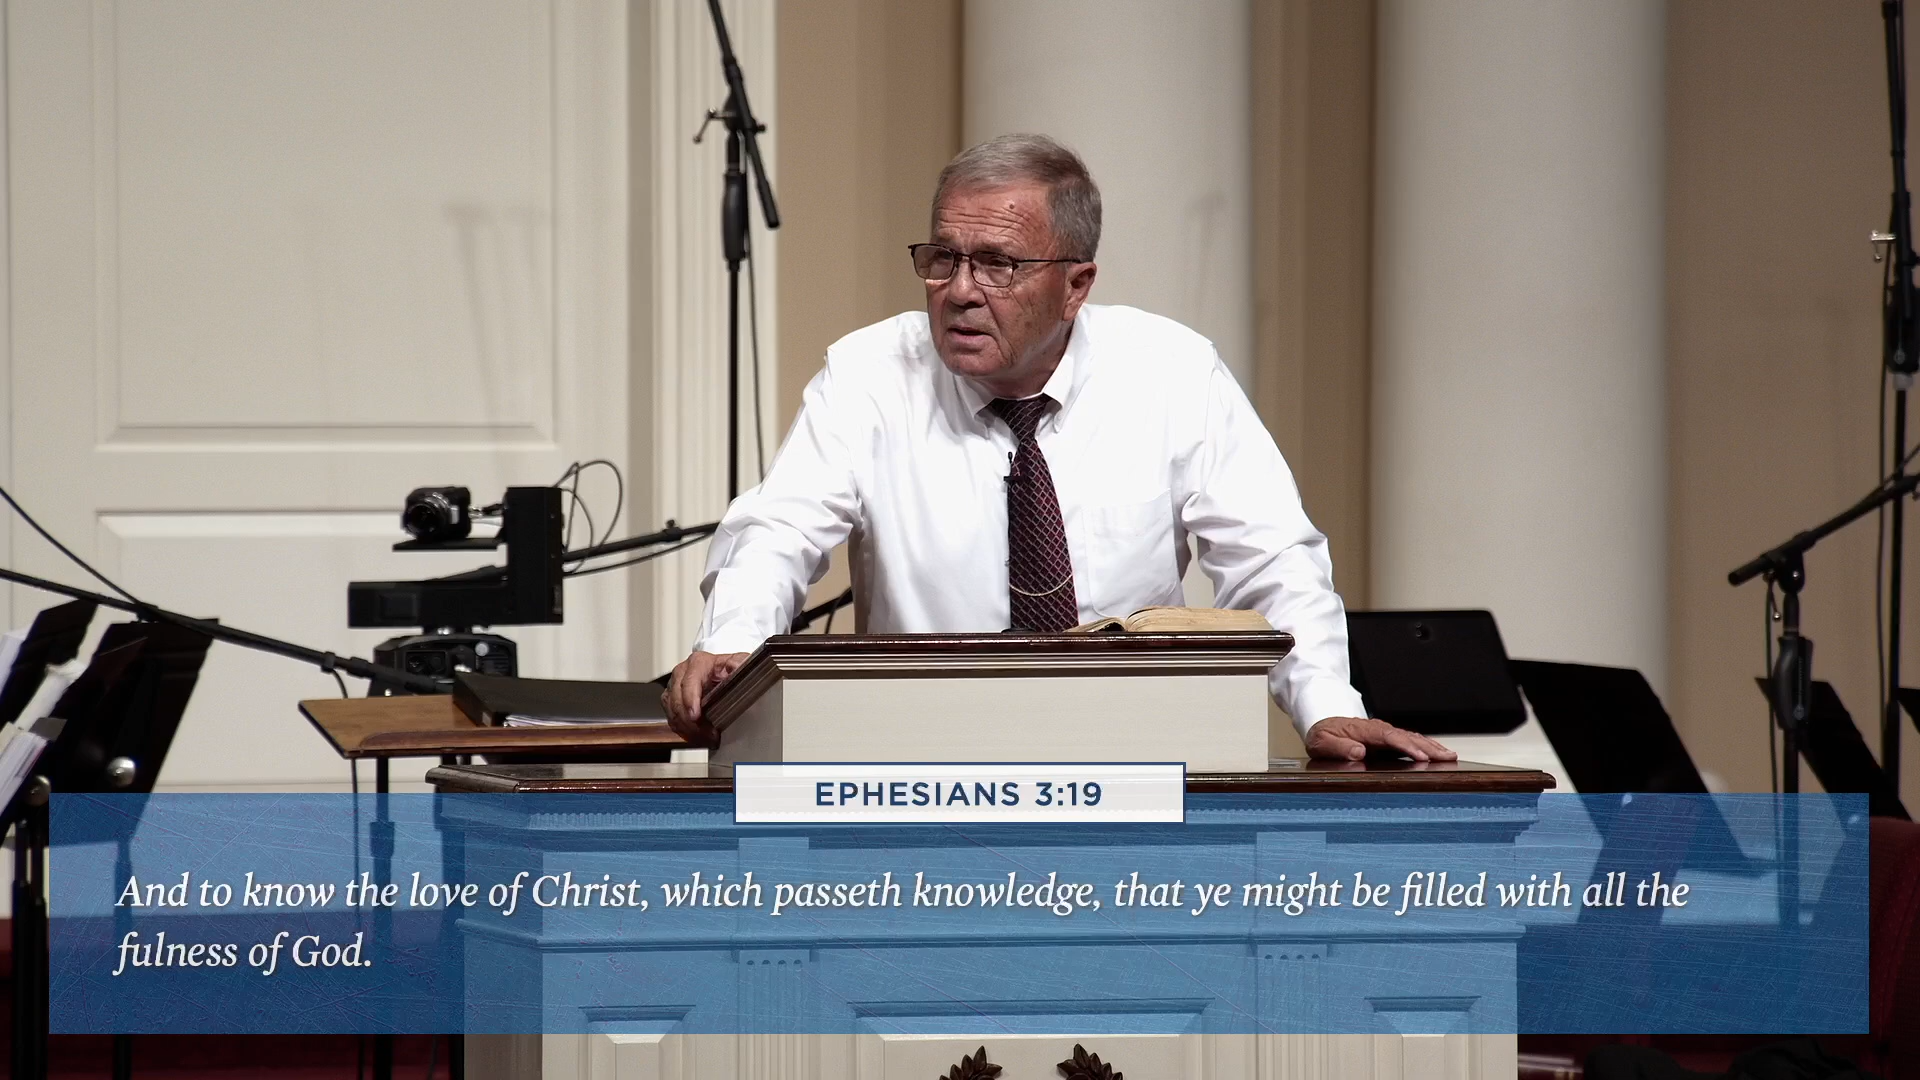 EPHESIANS 3:19
And to know the love of Christ, which passeth knowledge, that ye might be filled with all the
fulness of God.